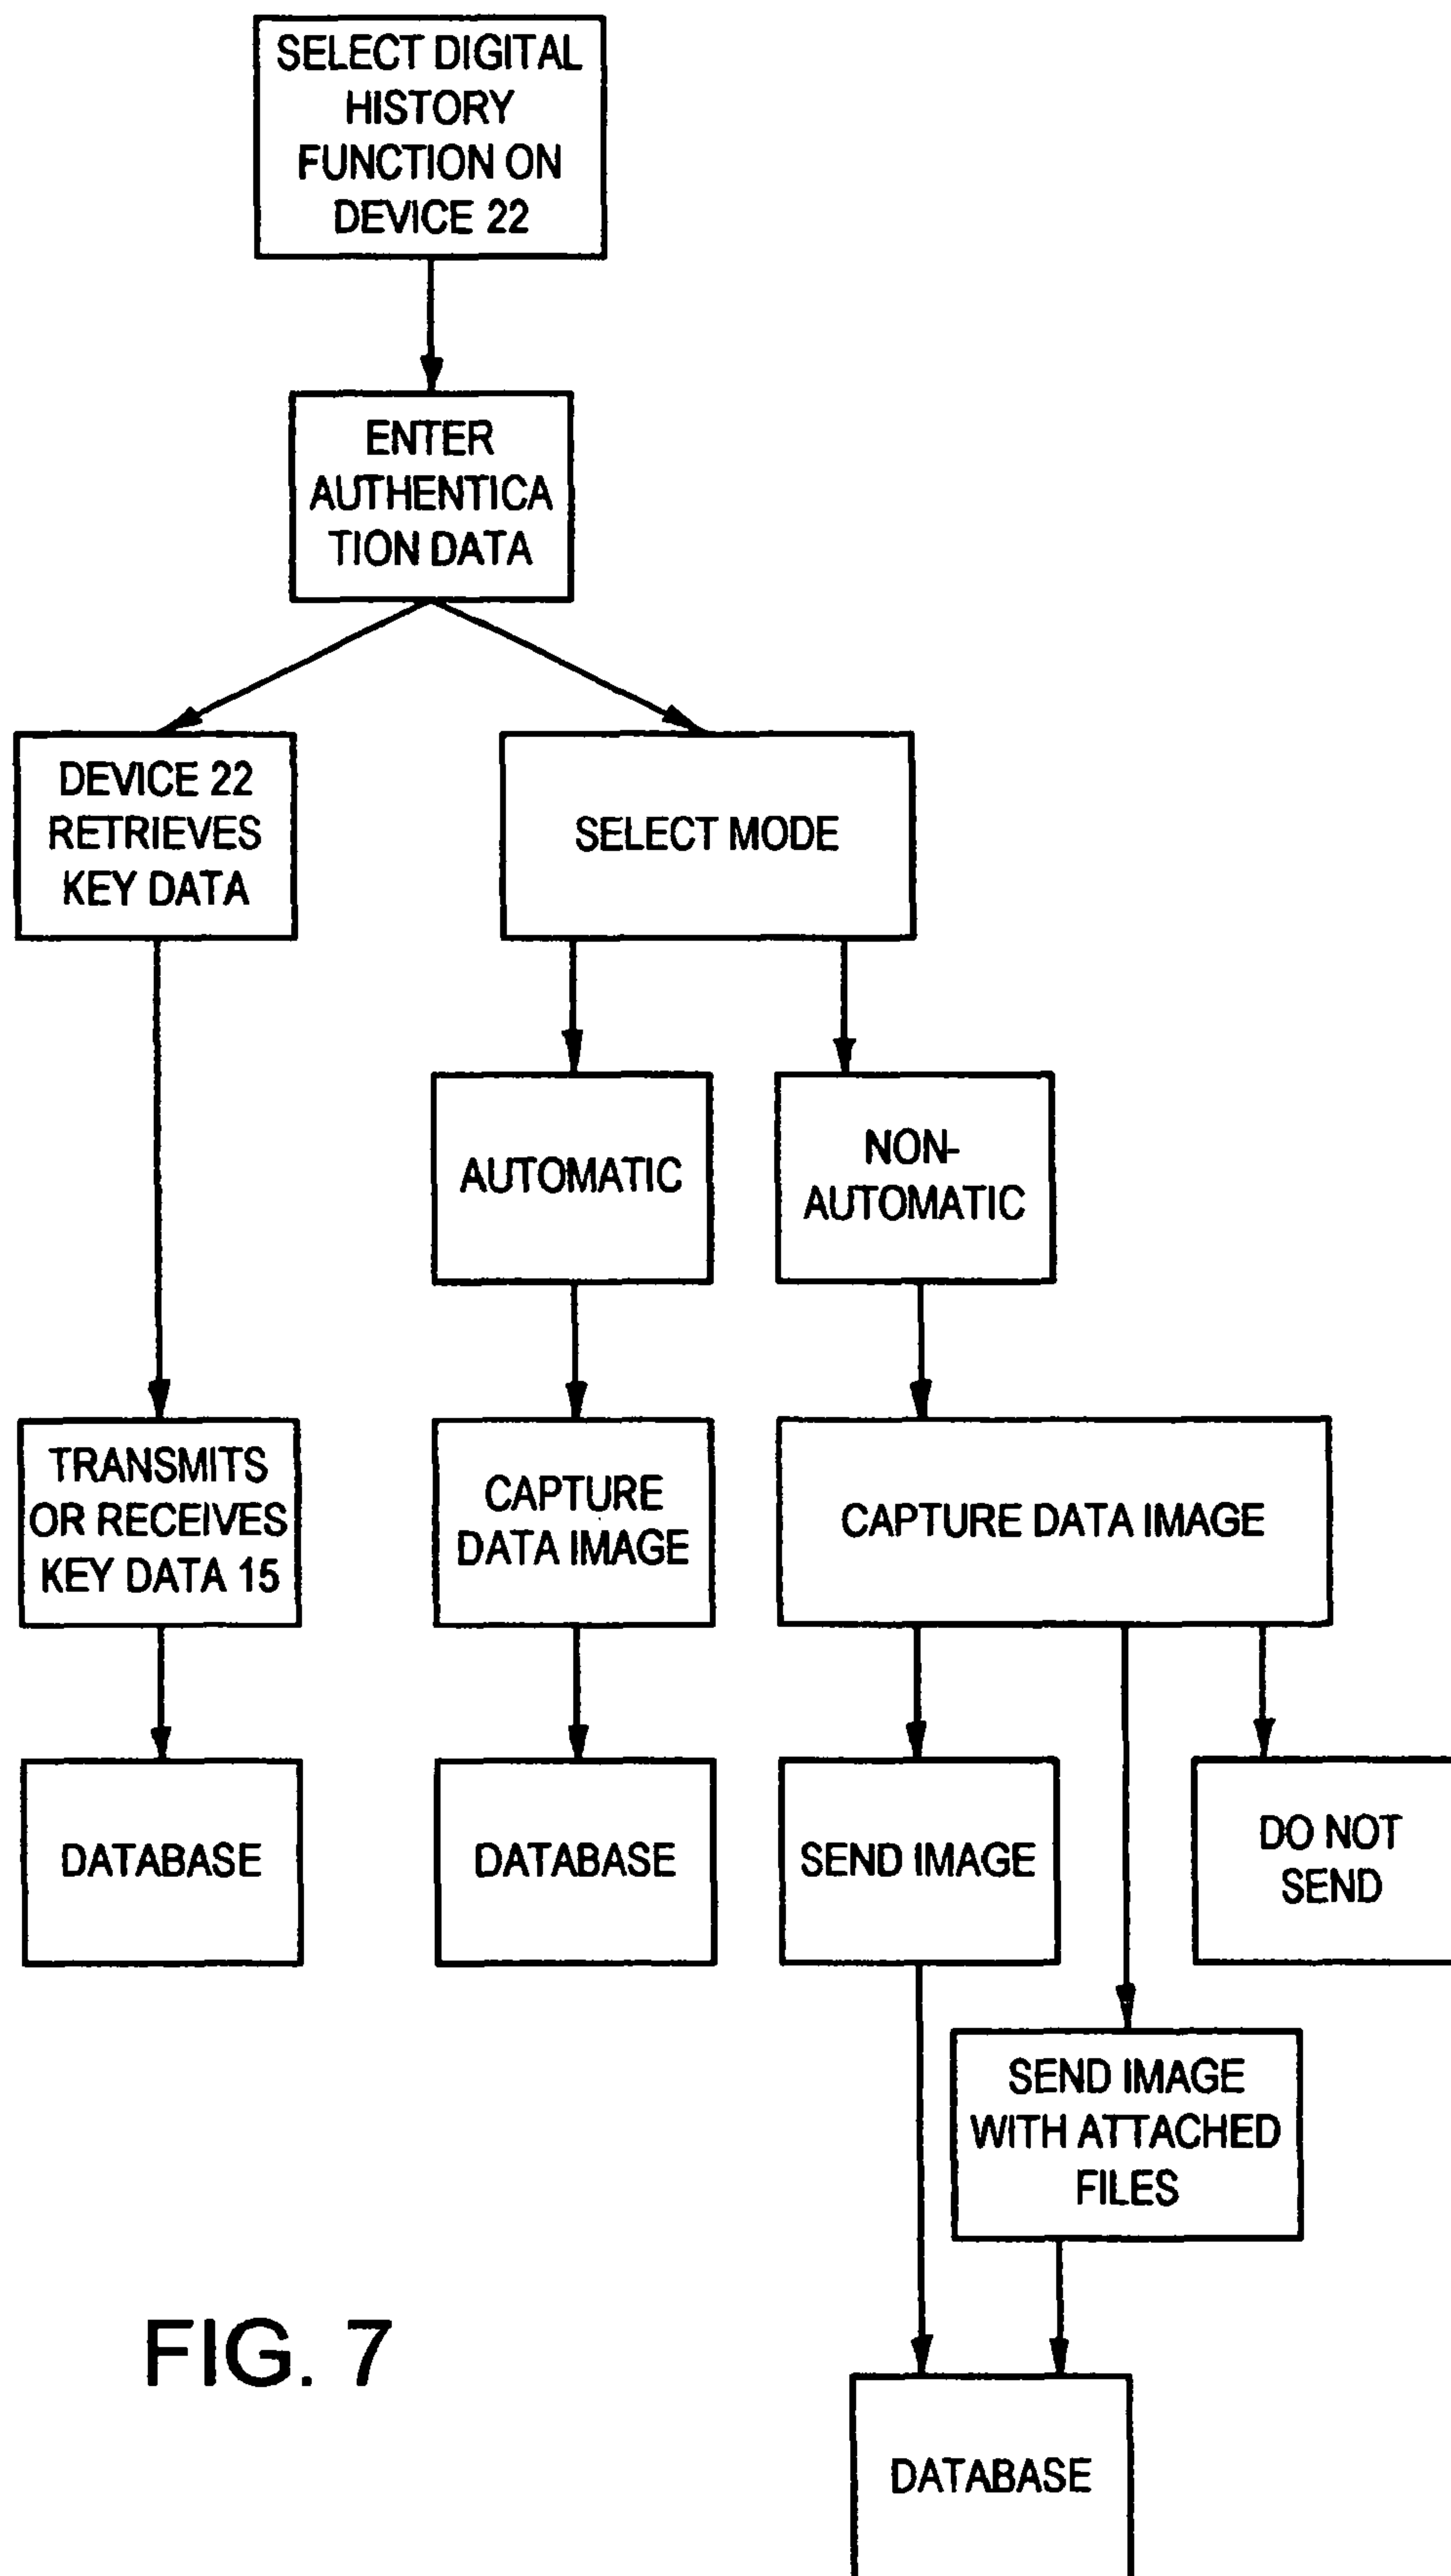 SELECT DIGITAL
HISTORY
FUNCTION ON
DEVICE 22
ENTER
AUTHENTICA
TION DATA
DEVICE 22
RETRIEVES
KEY DATA
SELECT MODE
AUTOMATIC
NON-
AUTOMATIC
TRANSMITS
OR RECEIVES
KEY DATA 15
CAPTURE
DATA IMAGE
CAPTURE DATA IMAGE
DATABASE
DATABASE
SEND IMAGE
DO NOT
SEND
SEND IMAGE
WITH ATTACHED
FILES
DATABASE
FIG. 7